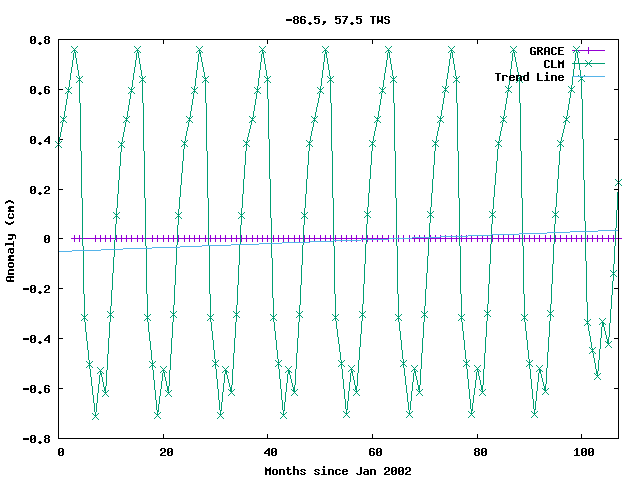 -86.5, 57.5 TWS
0.8
0.6
0.4
0.2
0
-0.2
-0.4
-0.6
-0.8
Anomaly (cm)
GRACE
CLM
Trend Line
0 20 40 60 80 100
Months since Jan 2002